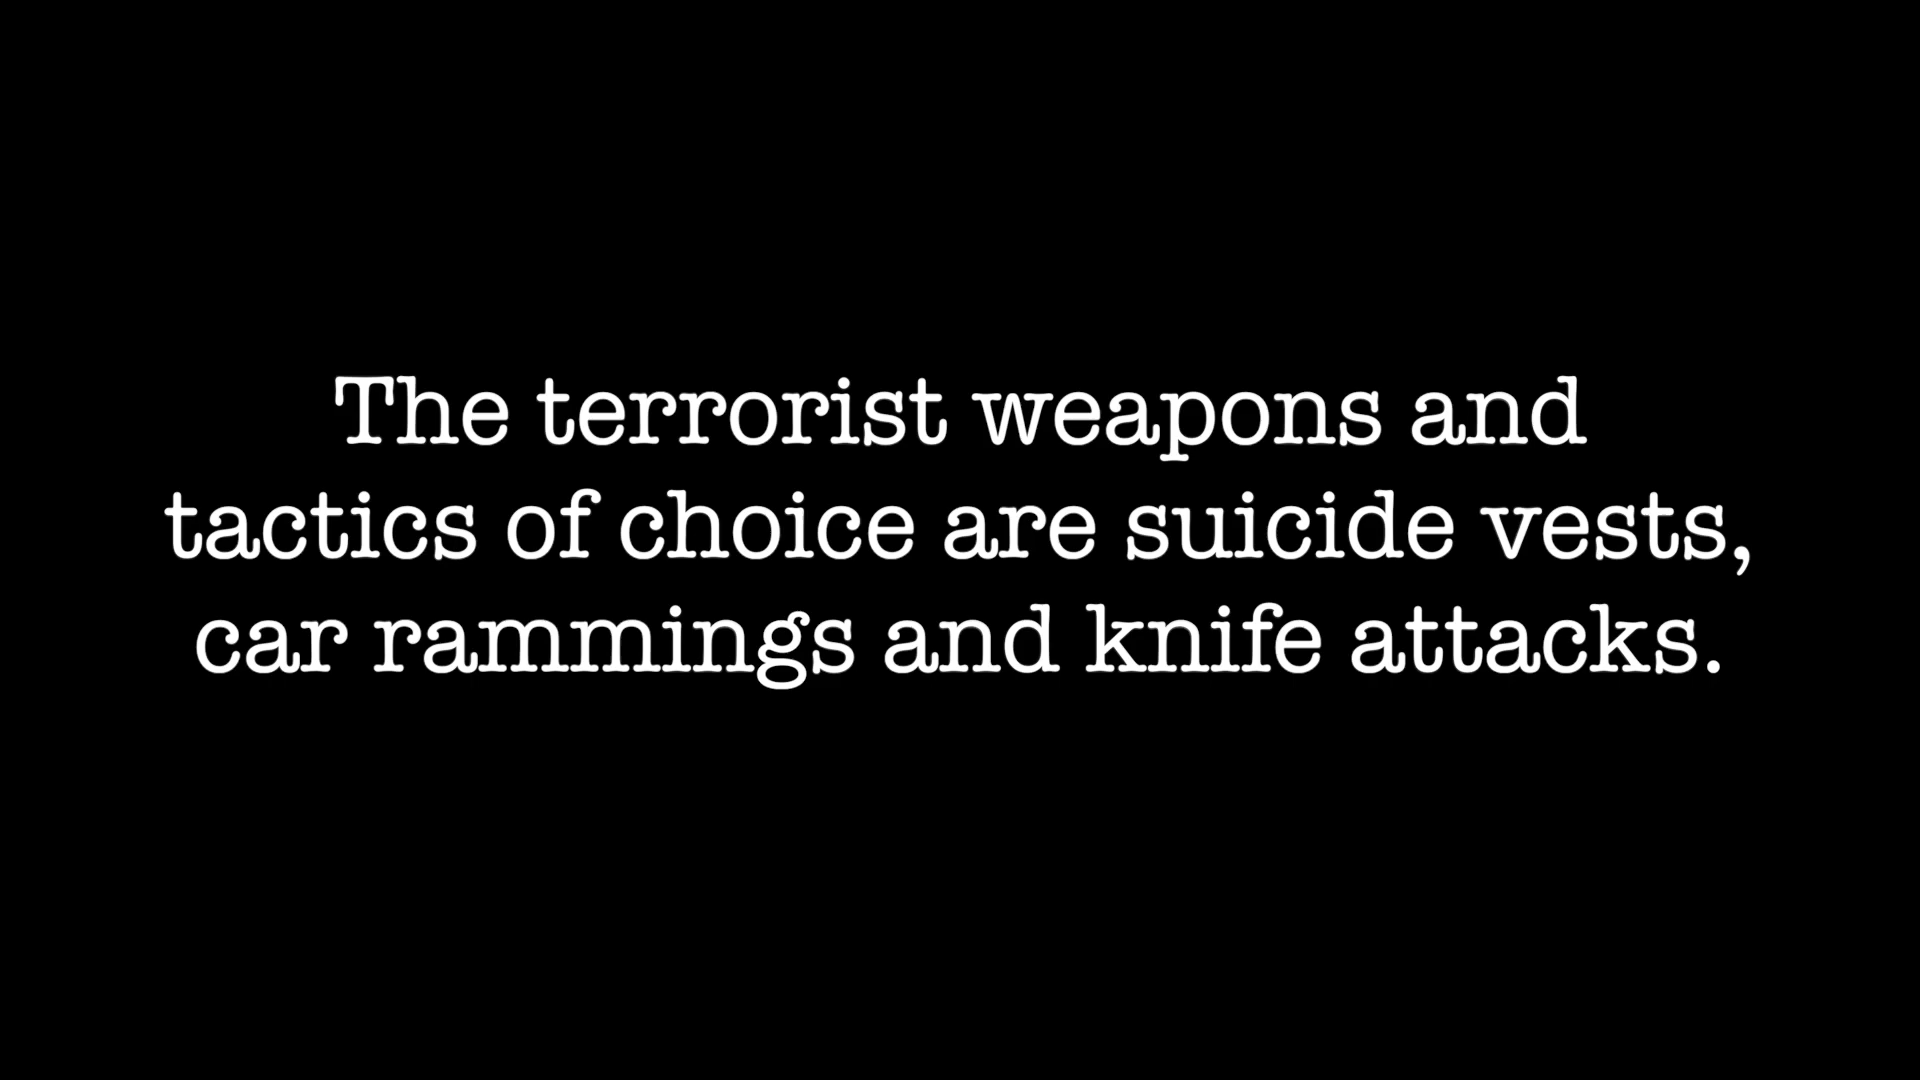 The terrorist weapons and
tactics of choice are suicide vests,
car rammings and knife attacks.